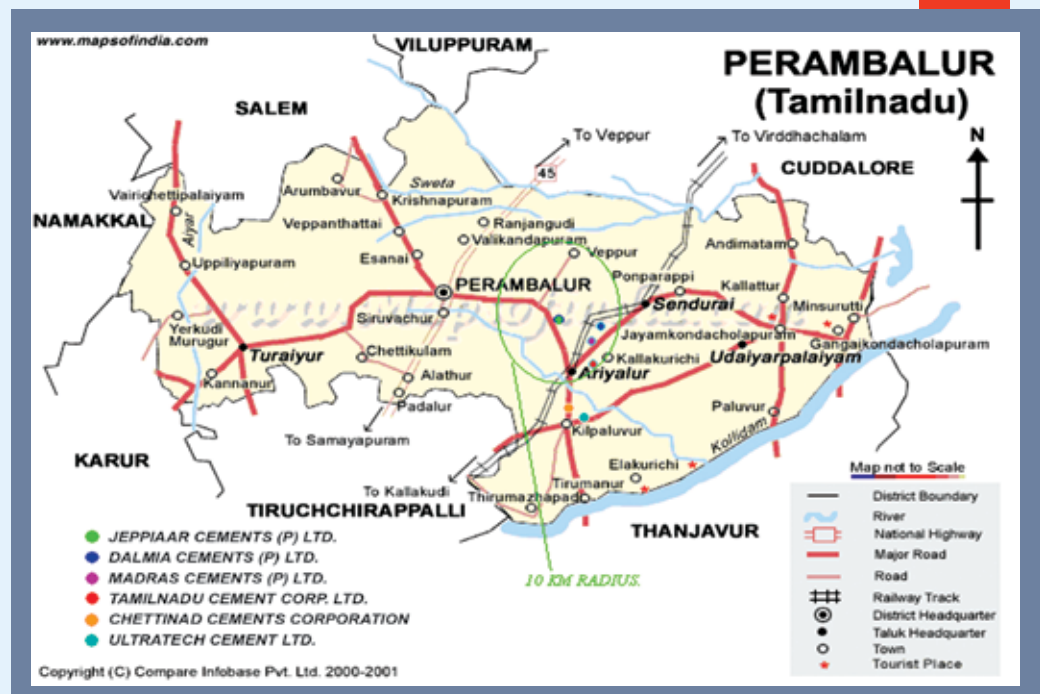 www.mapsofindia.com
VILUPPURAM
PERAMBALUR
(Tamilnadu)
SALEM
To Veppur
To Virddhachalam
N
CUDDALORE
45
Arumbavur
Sweta
Krishnapuram
Vairichettipalaiyam
NAMAKKAL
Aiyar
Veppanthattai
Ranjangudi
Valikandapuram
Veppur
Andimatam
Esanai
Uppiliyapuram
Ponparappi
PERAMBALUR
Kallattur
Sendurai
Minsurutti
Siruvachur
Yerkudi
Murugur
Jayamkondacholapuram
Gangaikondacholapuram
Turaiyur
Chettikulam
Kallakurichi
Udaiyarpalaiyam
Ariyalur
Kannanur
Alathur
Padalur
Paluvur
To Samayapuram
Kilpaluvur
Kollidam
KARUR
Elakurichi
Map not to Scale
To Kallakudi
Tirumanur
Thirumazhapadi
TIRUCHCHIRAPPALLI
THANJAVUR
10 KM RADIUS.
JEPPIAAR CEMENTS (P) LTD.
DALMIA CEMENTS (P) LTD.
MADRAS CEMENTS (P) LTD.
TAMILNADU CEMENT CORP. LTD.
CHETTINAD CEMENTS CORPORATION
ULTRATECH CEMENT LTD.
District Boundary
River
National Highway
Major Road
Road
Railway Track
District Headquarter
Taluk Headquarter
Town
Tourist Place
Copyright (C) Compare Infobase Pvt. Ltd. 2000-2001